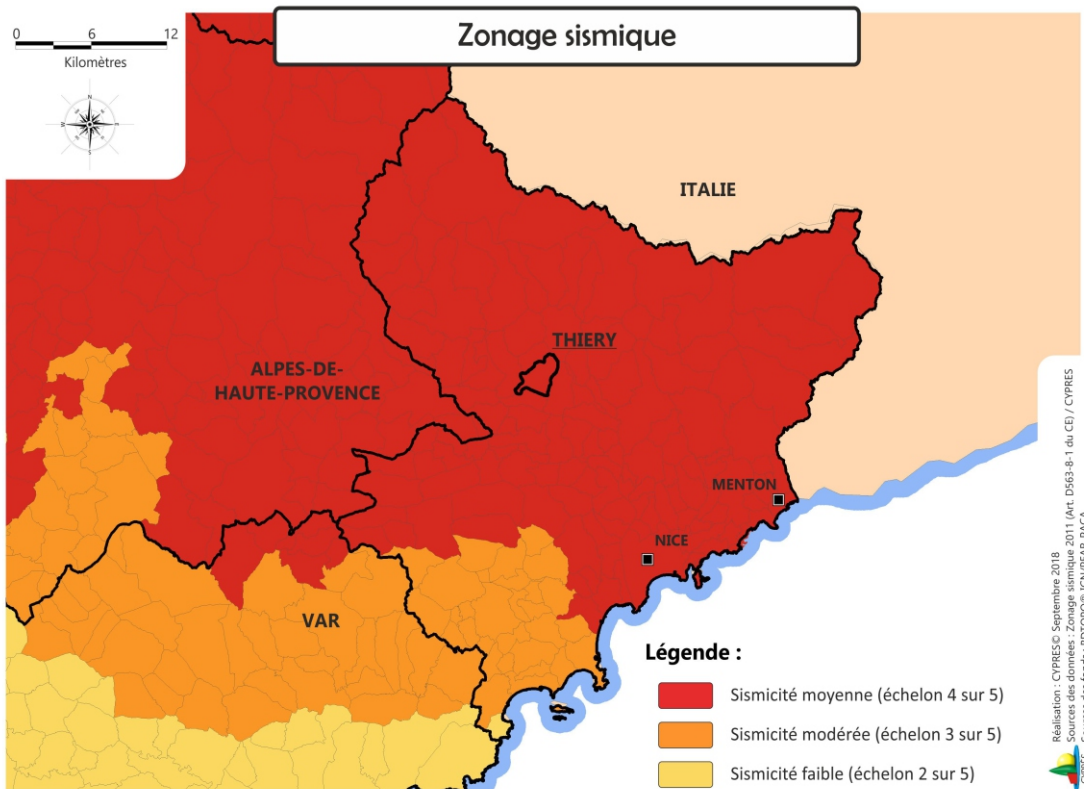 Zonage sismique
0 6 12
Kilomètres
N
ITALIE
THIERY
ALPES-DE-
HAUTE-PROVENCE
MENTON
NICE
VAR
Légende :
Sismicité moyenne (échelon 4 sur 5)
Sismicité modérée (échelon 3 sur 5)
Sismicité faible (échelon 2 sur 5)
Réalisation : CYPRES© Septembre 2018
Sources des données : Zonage sismique 2011 (Art. D563-8-1 du CE) / CYPRES
CYPRES